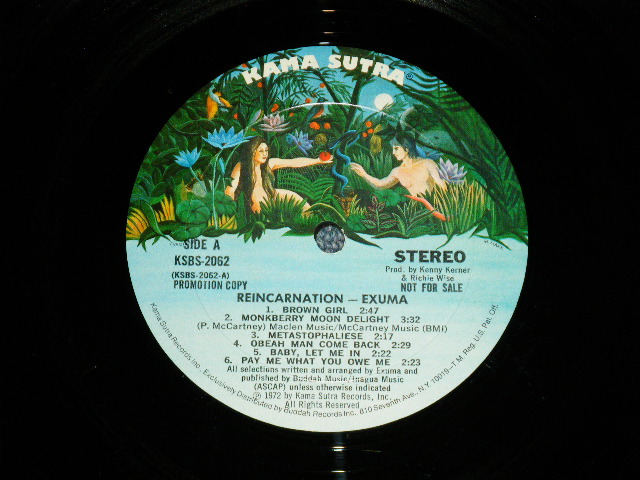 KAMA SUTRA®
SIDE A
KSBS-2062
(KSBS-2062-A)
PROMOTION COPY
STEREO
Prod. by Kenny Kerner
& Richie Wise
NOT FOR SALE
REINCARNATION — EXUMA
1. BROWN GIRL 2:47
2. MONKBERRY MOON DELIGHT 3:32
(P. McCartney) Maclen Music/McCartney Music (BMI)
3. METASTOPHALIESE 2:17
4. OBEAH MAN COME BACK 2:29
5. BABY, LET ME IN 2:22
6. PAY ME WHAT YOU OWE ME 2:23
All selections written and arranged by Exuma and
published by Buddah Music/Inagua Music
(ASCAP) unless otherwise indicated
℗ 1972 by Kama Sutra Records, Inc.
All Rights Reserved
Kama Sutra Records Inc. Exclusively Distributed by Buddah Records Inc. 810 Seventh Ave., N.Y. 10019—T.M. Reg. U.S. Pat. Off.